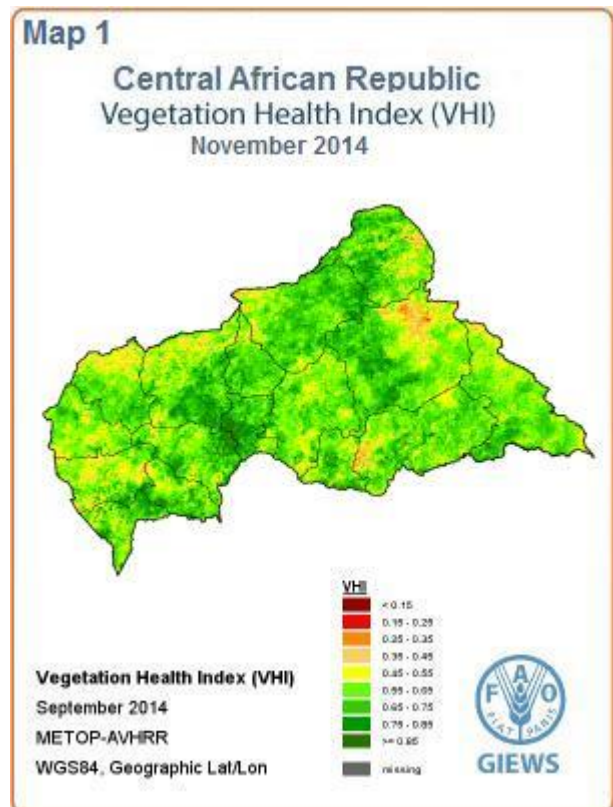 Map 1
Central African Republic
Vegetation Health Index (VHI)
November 2014
VHI
< 0.15
0.15 - 0.25
0.25 - 0.35
0.35 - 0.45
0.45 - 0.55
0.55 - 0.65
0.65 - 0.75
0.75 - 0.85
>= 0.85
missing
Vegetation Health Index (VHI)
September 2014
METOP-AVHRR
WGS84, Geographic Lat/Lon
FAO
FIAT PANIS
GIEWS